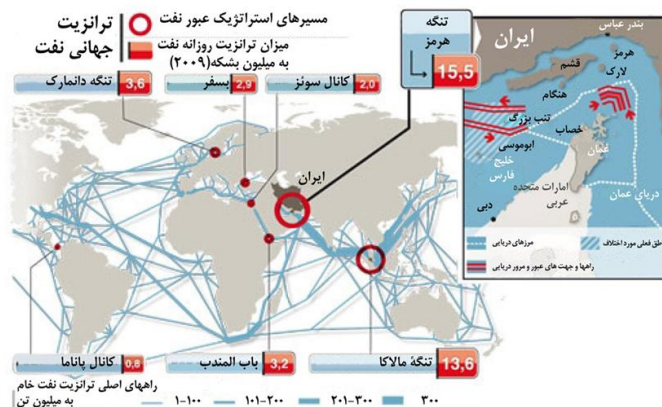 ترانزیت
جهانی نفت
مسیرهای استراتژیک عبور نفت
میزان ترانزیت روزانه نفت
به میلیون بشکه(۲۰۰۹)
تنگه
هرمز
15,5
تنگه دانمارک
3,6
بسفر
2,9
کانال سوئز
2,0
ایران
کانال پاناما
0,8
باب المندب
3,2
تنگهٔ مالاکا
13,6
راههای اصلی ترانزیت نفت خام
به میلیون تن
۱-۱۰۰
۱۰۱-۲۰۰
۲۰۱-۳۰۰
۳۰۰
ایران
بندر عباس
هرمز
قشم
لارک
هنگام
تنب بزرگ
خصاب
ابوموسی
عمان
خلیج
فارس
امارات متحده
عربی
دریای عمان
دبی
مرزهای دریایی
طق فعلی مورد اختلاف
راهها و جهت های عبور و مرور دریایی